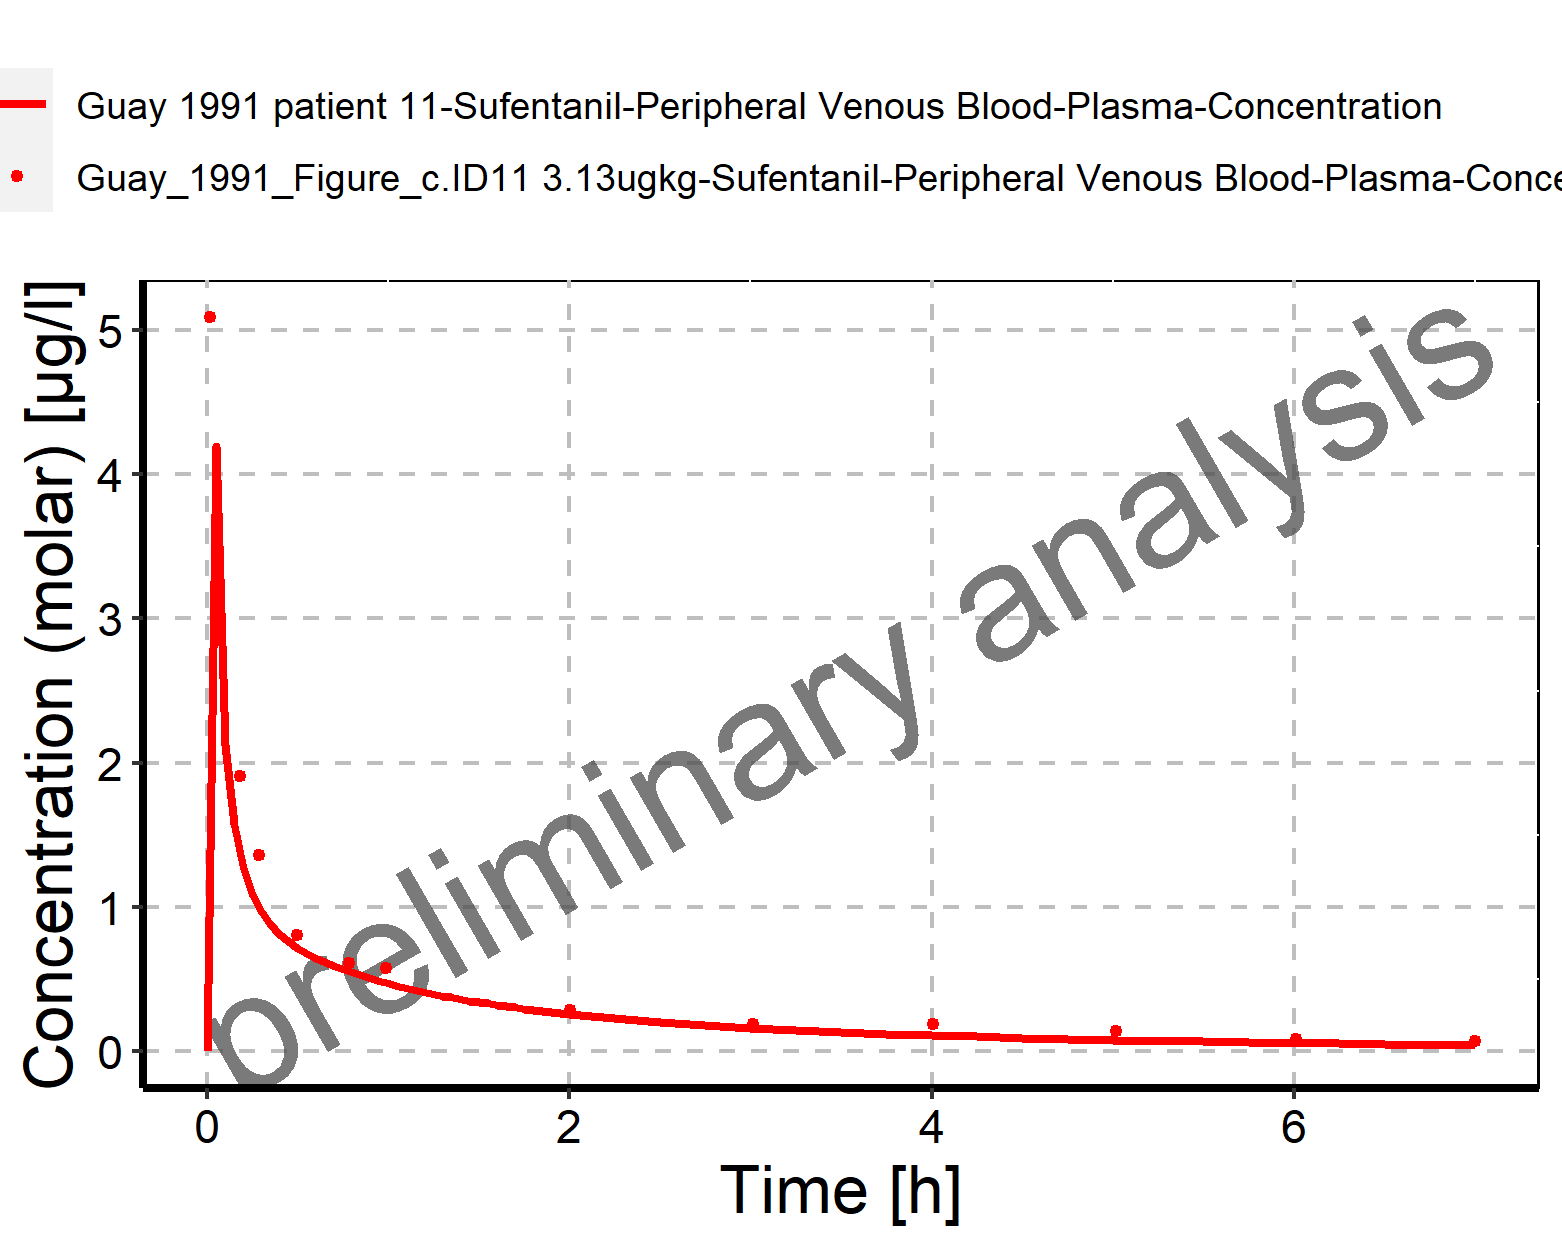 Guay 1991 patient 11-Sufentanil-Peripheral Venous Blood-Plasma-Concentration
Guay_1991_Figure_c.ID11 3.13ugkg-Sufentanil-Peripheral Venous Blood-Plasma-Conce
Concentration (molar) [µg/l]
5
4
3
2
1
0
preliminary analysis
0 2 4 6
Time [h]